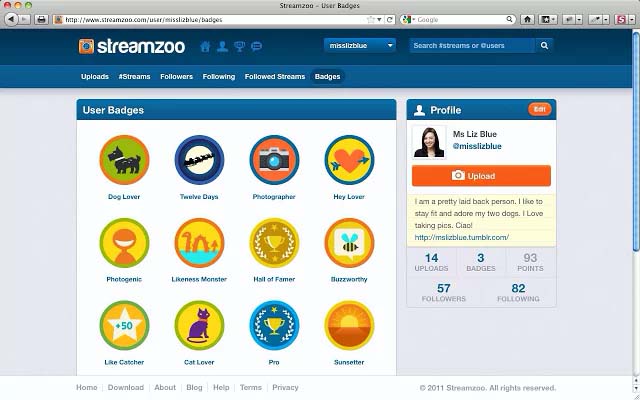 Streamzoo - User Badges
http://www.streamzoo.com/user/misslizblue/badges
Google
streamzoo
misslizblue
Search #streams or @users
Uploads
#Streams
Followers
Following
Followed Streams
Badges
User Badges
Dog Lover
Twelve Days
Photographer
Hey Lover
Photogenic
Likeness Monster
Hall of Famer
Buzzworthy
+50
Like Catcher
Cat Lover
Pro
Sunsetter
Profile
Edit
Ms Liz Blue
@misslizblue
Upload
I am a pretty laid back person. I like to
stay fit and adore my two dogs. I Love
taking pics. Ciao!
http://mslizblue.tumblr.com/
14 UPLOADS
3 BADGES
93 POINTS
57 FOLLOWERS
82 FOLLOWING
Home | Download | About | Blog | Help | Terms | Privacy
© 2011 Streamzoo. All rights reserved.